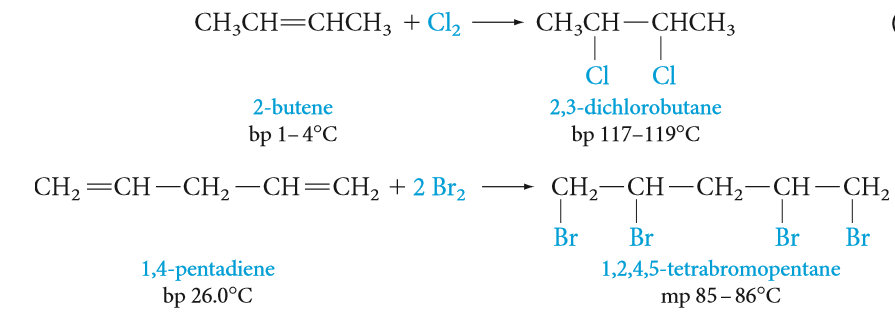 CH₃CH=CHCH₃ + Cl₂ ⟶ CH₃CH—CHCH₃ (
Cl Cl
2-butene 2,3-dichlorobutane
bp 1–4°C bp 117–119°C
CH₂=CH—CH₂—CH=CH₂ + 2 Br₂ ⟶ CH₂—CH—CH₂—CH—CH₂
Br Br Br Br
1,4-pentadiene 1,2,4,5-tetrabromopentane
bp 26.0°C mp 85–86°C